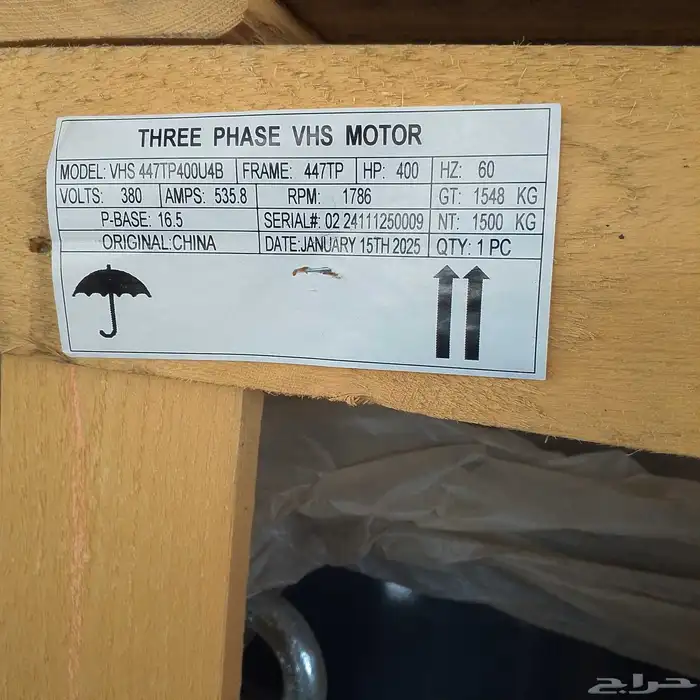 THREE PHASE VHS MOTOR
MODEL: VHS 447TP400U4B FRAME: 447TP HP: 400 HZ: 60
VOLTS: 380 AMPS: 535.8 RPM: 1786 GT: 1548 KG
P-BASE: 16.5 SERIAL#: 02 24111250009 NT: 1500 KG
ORIGINAL:CHINA DATE:JANUARY 15TH 2025 QTY: 1 PC
حراج